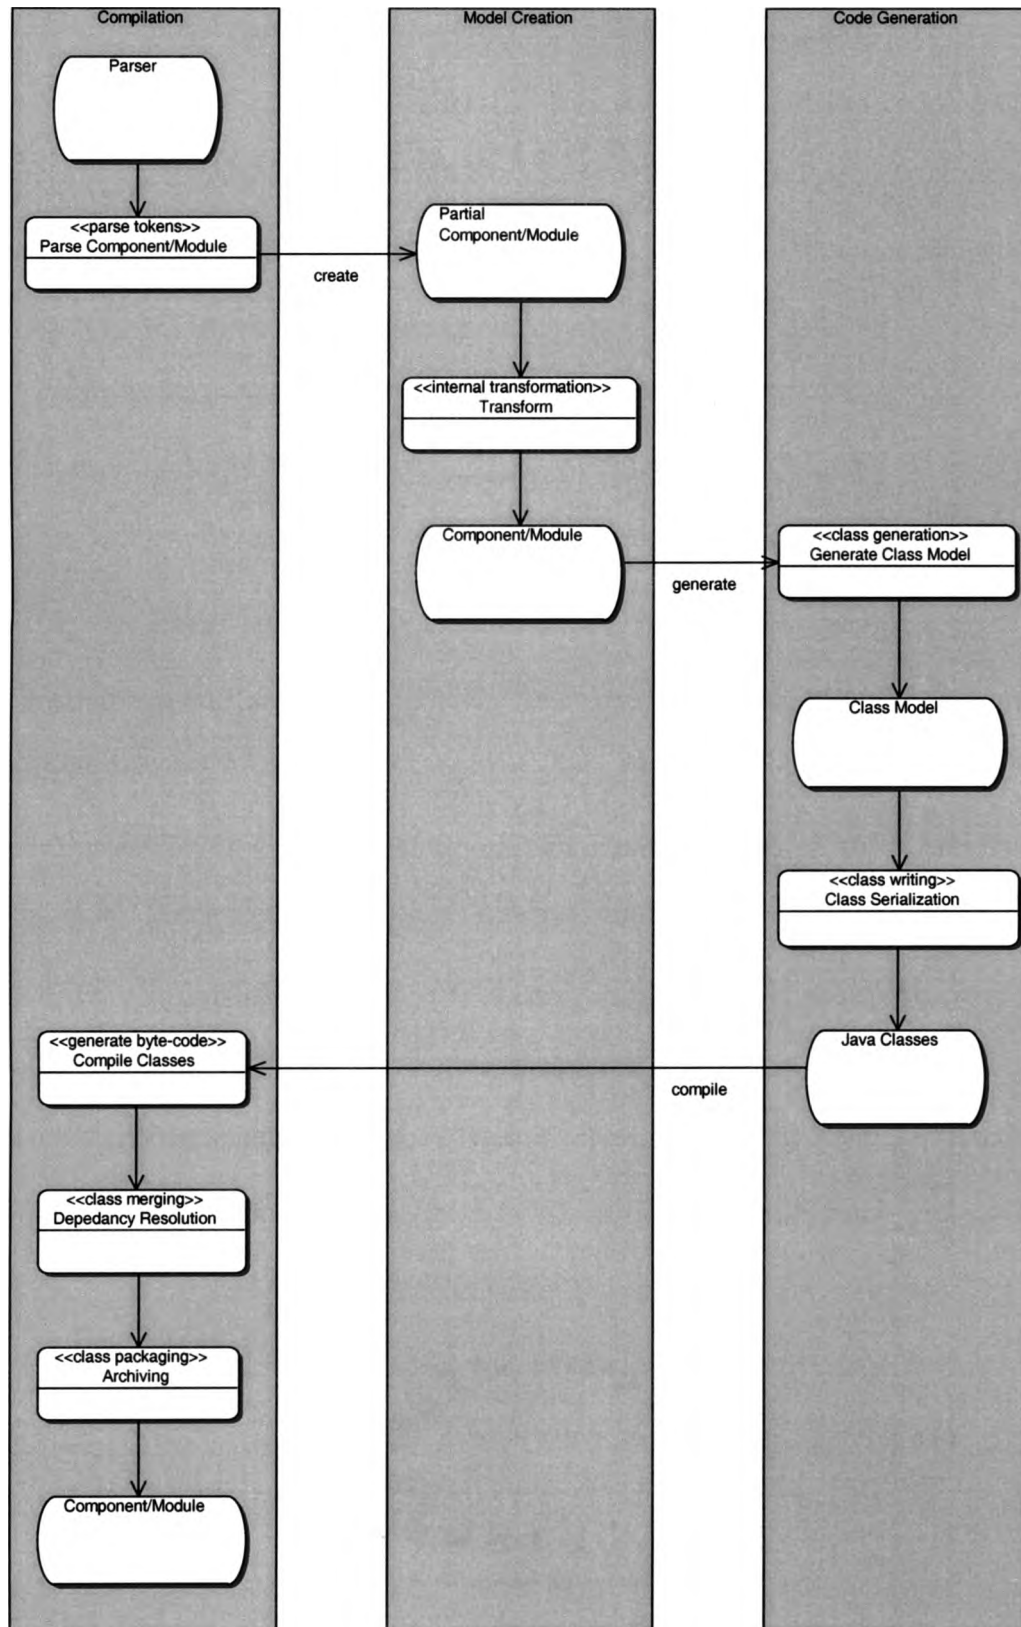 Compilation
Model Creation
Code Generation
Parser
<<parse tokens>>
Parse Component/Module
create
Partial
Component/Module
<<internal transformation>>
Transform
Component/Module
generate
<<class generation>>
Generate Class Model
Class Model
<<class writing>>
Class Serialization
Java Classes
compile
<<generate byte-code>>
Compile Classes
<<class merging>>
Depedancy Resolution
<<class packaging>>
Archiving
Component/Module